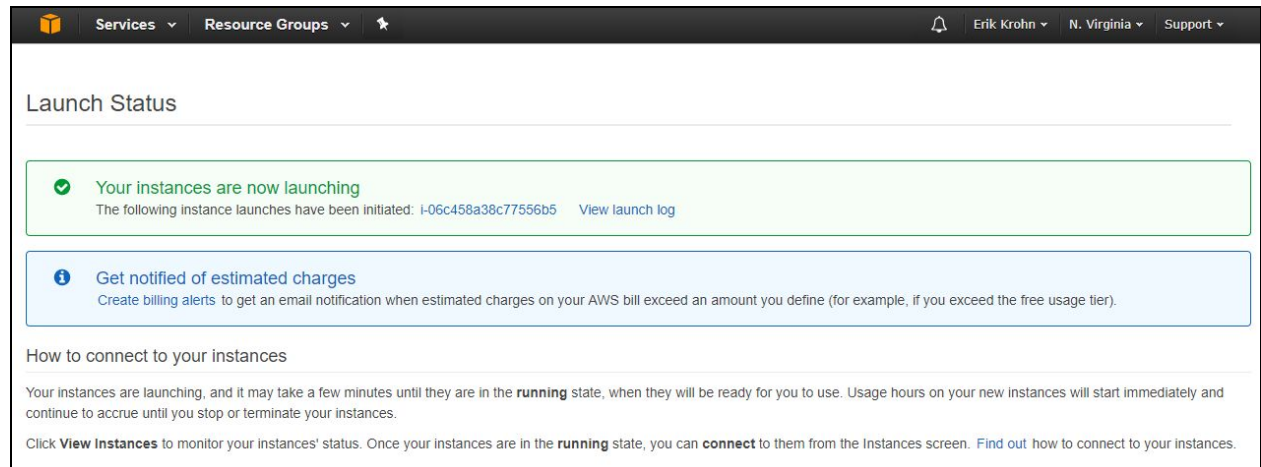 Services Resource Groups Erik Krohn N. Virginia Support
Launch Status
Your instances are now launching
The following instance launches have been initiated: i-06c458a38c77556b5 View launch log
Get notified of estimated charges
Create billing alerts to get an email notification when estimated charges on your AWS bill exceed an amount you define (for example, if you exceed the free usage tier).
How to connect to your instances
Your instances are launching, and it may take a few minutes until they are in the running state, when they will be ready for you to use. Usage hours on your new instances will start immediately and
continue to accrue until you stop or terminate your instances.
Click View Instances to monitor your instances' status. Once your instances are in the running state, you can connect to them from the Instances screen. Find out how to connect to your instances.